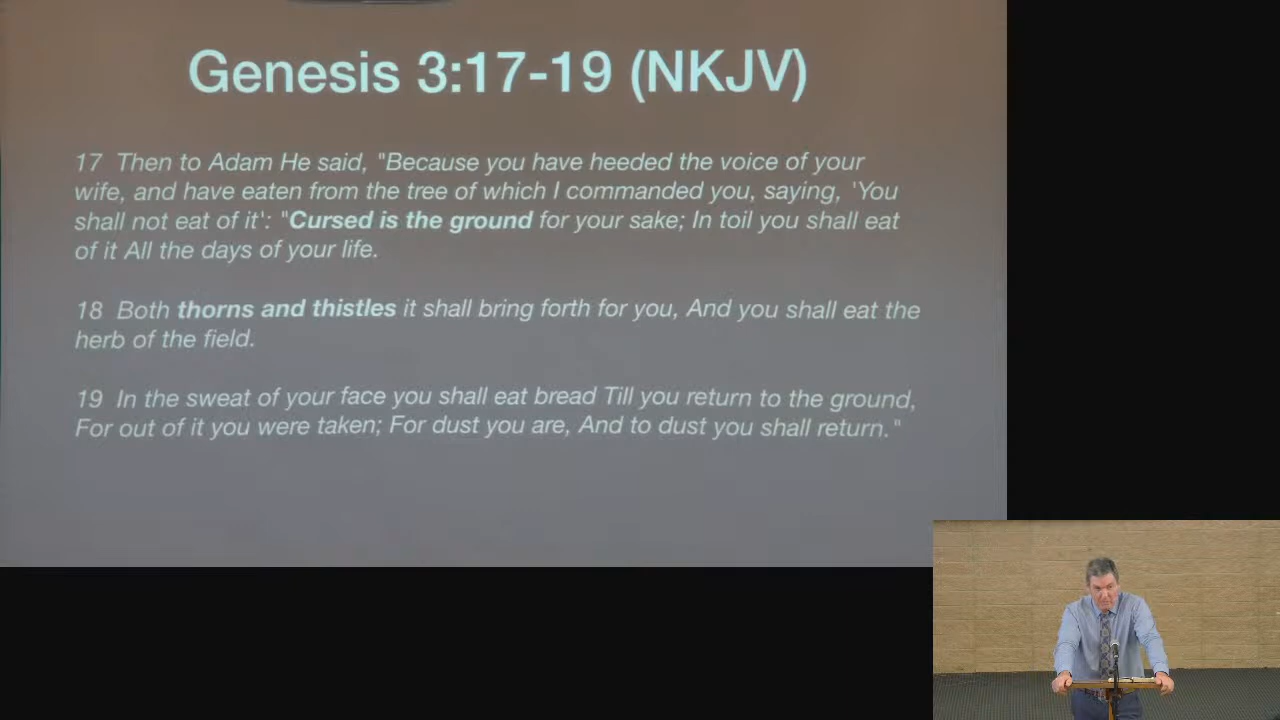 Genesis 3:17-19 (NKJV)
17 Then to Adam He said, "Because you have heeded the voice of your
wife, and have eaten from the tree of which I commanded you, saying, 'You
shall not eat of it': "Cursed is the ground for your sake; In toil you shall eat
of it All the days of your life.
18 Both thorns and thistles it shall bring forth for you, And you shall eat the
herb of the field.
19 In the sweat of your face you shall eat bread Till you return to the ground,
For out of it you were taken; For dust you are, And to dust you shall return."